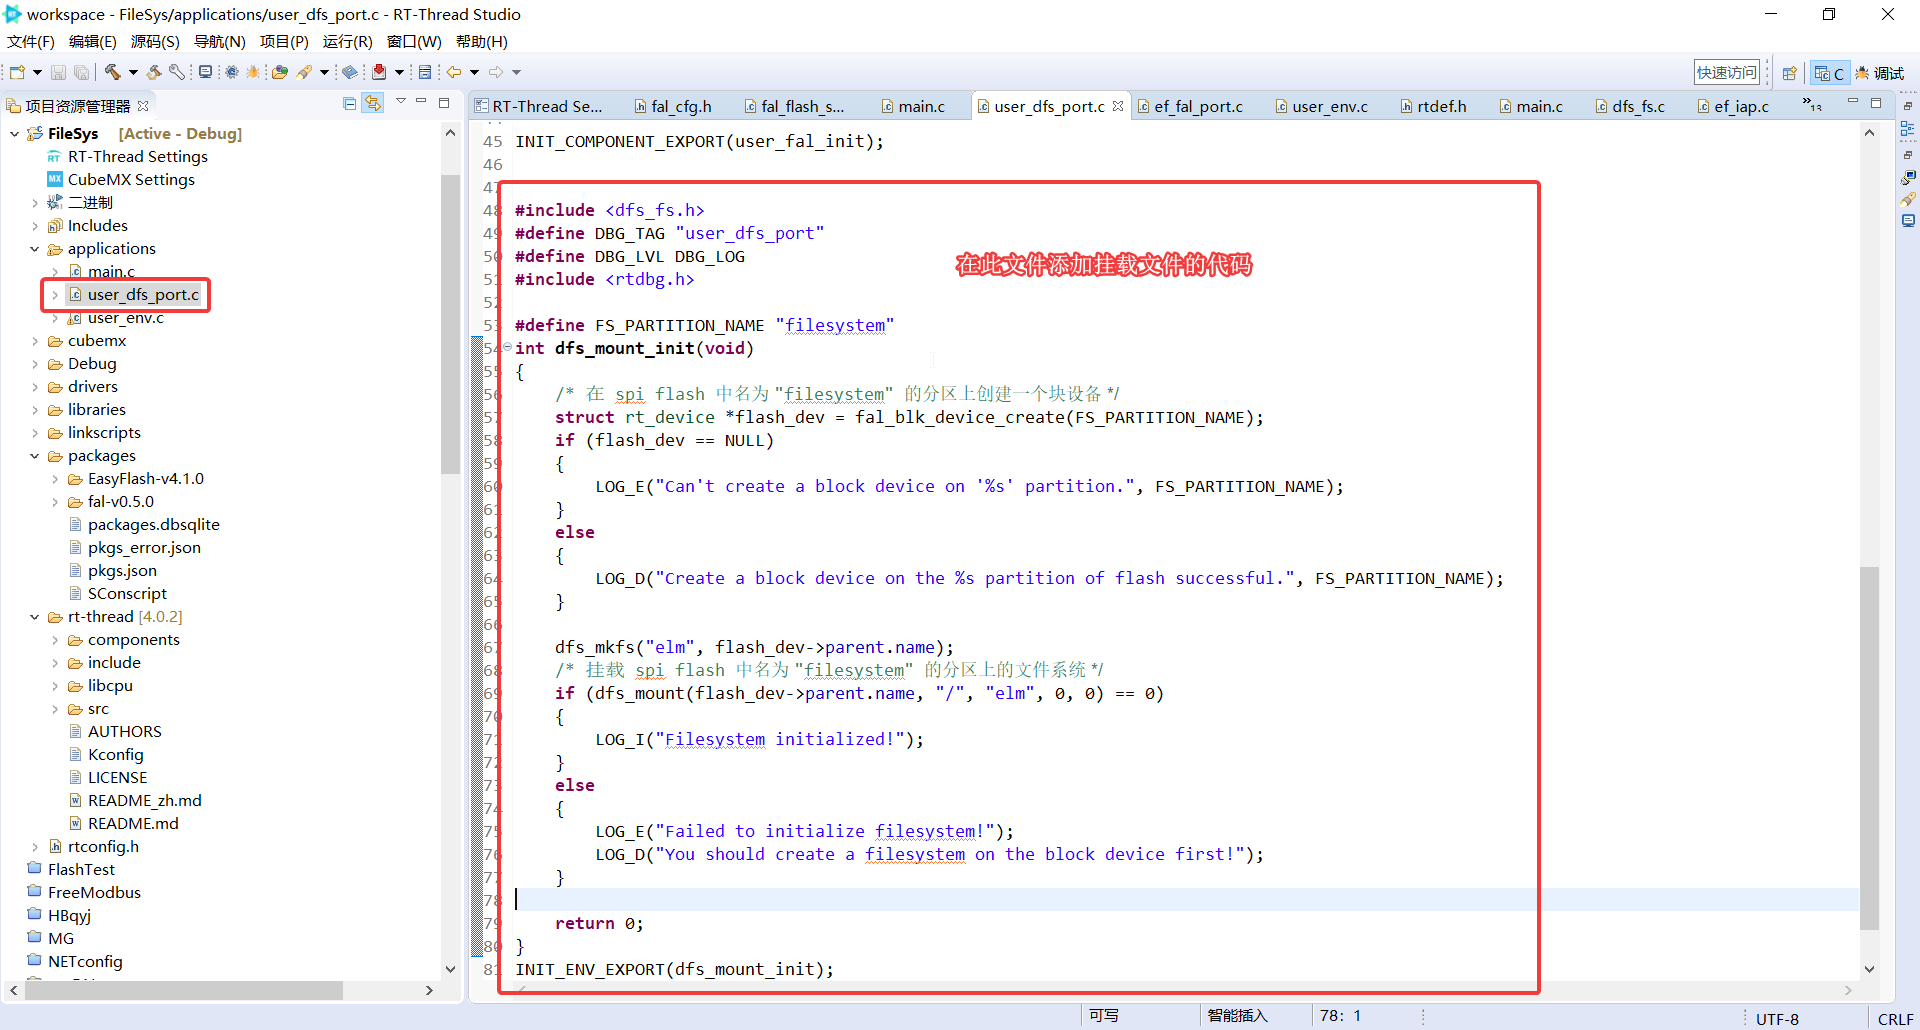 workspace - FileSys/applications/user_dfs_port.c - RT-Thread Studio
文件(F) 编辑(E) 源码(S) 导航(N) 项目(P) 运行(R) 窗口(W) 帮助(H)
快速访问 C 调试
项目资源管理器
RT-Thread Se... fal_cfg.h fal_flash_s... main.c user_dfs_port.c ef_fal_port.c user_env.c rtdef.h main.c dfs_fs.c ef_iap.c »13
FileSys [Active - Debug]
RT-Thread Settings
CubeMX Settings
二进制
Includes
applications
main.c
user_dfs_port.c
user_env.c
cubemx
Debug
drivers
libraries
linkscripts
packages
EasyFlash-v4.1.0
fal-v0.5.0
packages.dbsqlite
pkgs_error.json
pkgs.json
SConscript
rt-thread [4.0.2]
components
include
libcpu
src
AUTHORS
Kconfig
LICENSE
README_zh.md
README.md
rtconfig.h
FlashTest
FreeModbus
HBqyj
MG
NETconfig
45 INIT_COMPONENT_EXPORT(user_fal_init);
46
47
48 #include <dfs_fs.h>
49 #define DBG_TAG "user_dfs_port"
50 #define DBG_LVL DBG_LOG
51 #include <rtdbg.h>
在此文件添加挂载文件的代码
52
53 #define FS_PARTITION_NAME "filesystem"
54 int dfs_mount_init(void)
55 {
56 /* 在 spi flash 中名为 "filesystem" 的分区上创建一个块设备 */
57 struct rt_device *flash_dev = fal_blk_device_create(FS_PARTITION_NAME);
58 if (flash_dev == NULL)
59 {
60 LOG_E("Can't create a block device on '%s' partition.", FS_PARTITION_NAME);
61 }
62 else
63 {
64 LOG_D("Create a block device on the %s partition of flash successful.", FS_PARTITION_NAME);
65 }
66
67 dfs_mkfs("elm", flash_dev->parent.name);
68 /* 挂载 spi flash 中名为 "filesystem" 的分区上的文件系统 */
69 if (dfs_mount(flash_dev->parent.name, "/", "elm", 0, 0) == 0)
70 {
71 LOG_I("Filesystem initialized!");
72 }
73 else
74 {
75 LOG_E("Failed to initialize filesystem!");
76 LOG_D("You should create a filesystem on the block device first!");
77 }
78
79 return 0;
80 }
81 INIT_ENV_EXPORT(dfs_mount_init);
可写 智能插入 78: 1 UTF-8 CRLF